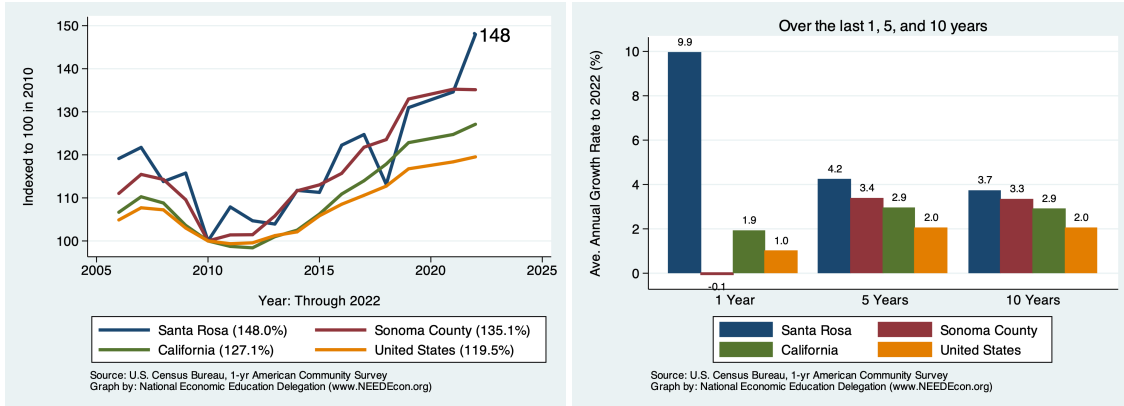 Indexed to 100 in 2010
150
140
130
120
110
100
148
2005
2010
2015
2020
2025
Year: Through 2022
Santa Rosa (148.0%)
Sonoma County (135.1%)
California (127.1%)
United States (119.5%)
Source: U.S. Census Bureau, 1-yr American Community Survey
Graph by: National Economic Education Delegation (www.NEEDEcon.org)
Over the last 1, 5, and 10 years
Ave. Annual Growth Rate to 2022 (%)
10
8
6
4
2
0
9.9
-0.1
1.9
1.0
4.2
3.4
2.9
2.0
3.7
3.3
2.9
2.0
1 Year
5 Years
10 Years
Santa Rosa
Sonoma County
California
United States
Source: U.S. Census Bureau, 1-yr American Community Survey
Graph by: National Economic Education Delegation (www.NEEDEcon.org)